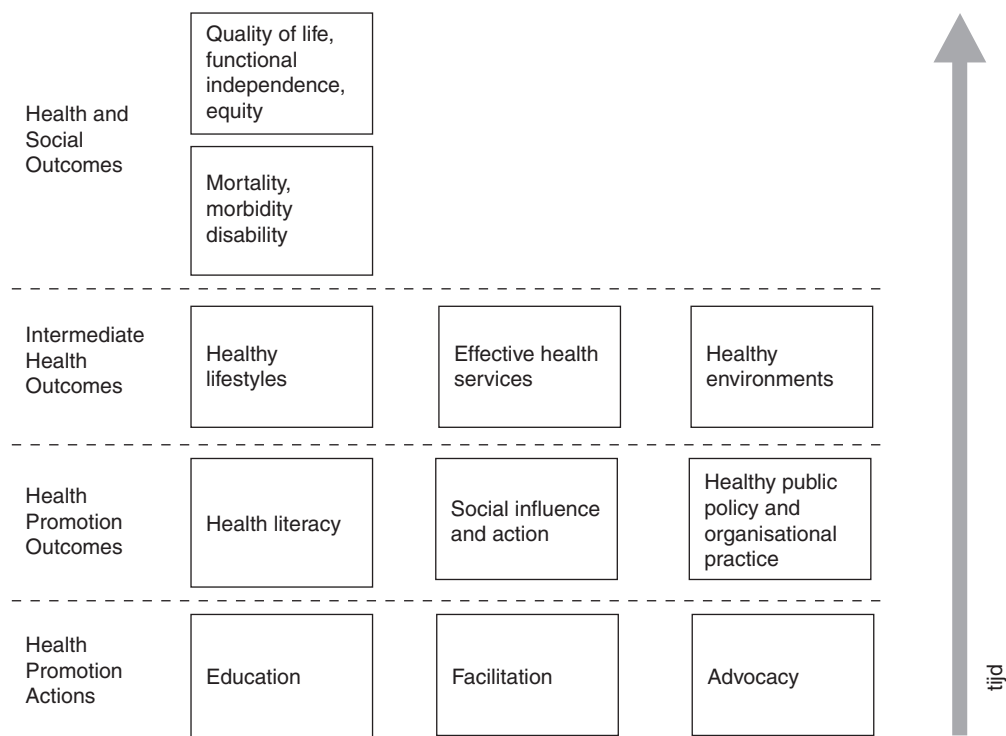 Health and
Social
Outcomes
Quality of life,
functional
independence,
equity
Mortality,
morbidity
disability
Intermediate
Health
Outcomes
Healthy
lifestyles
Effective health
services
Healthy
environments
Health
Promotion
Outcomes
Health literacy
Social influence
and action
Healthy public
policy and
organisational
practice
Health
Promotion
Actions
Education
Facilitation
Advocacy
tijd